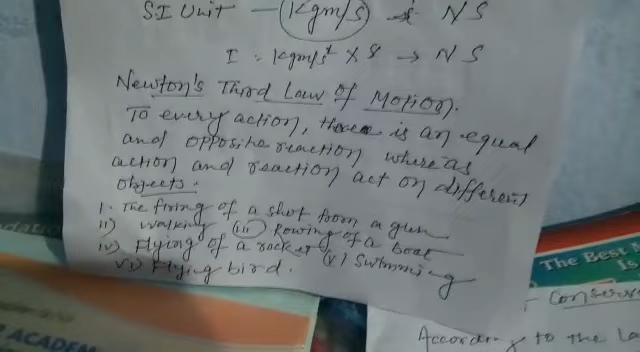 SI Unit - (Kgm/s) & NS
I = Kgm/s² × s → NS
Newton's Third Law of Motion.
To every action, there is an equal
and opposite reaction whereas
action and reaction act on different
objects.
1. The firing of a shot from a gun
ii) Walking (iii) Rowing of a boat
iv) Flying of a rocket (v) Swimming
vi) Flying bird.
The Best
Is
Conserv
According to the La
ACADEM